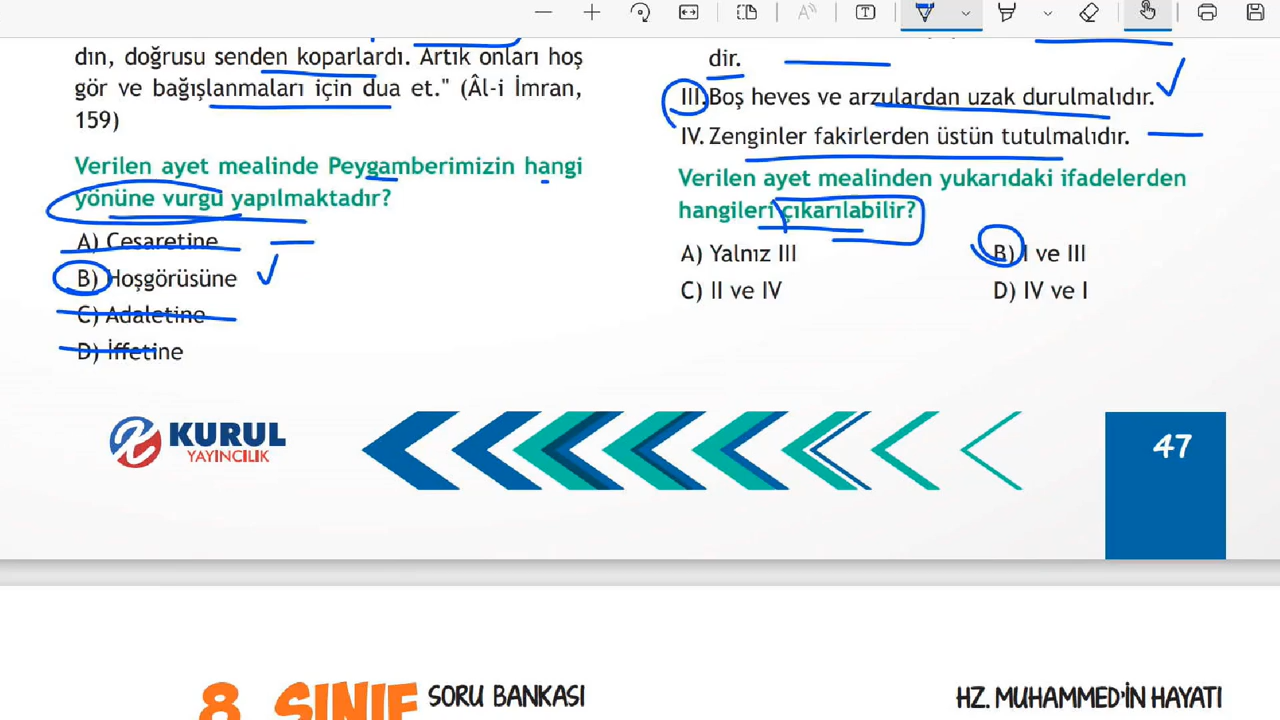 dın, doğrusu senden koparlardı. Artık onları hoş
gör ve bağışlanmaları için dua et." (Âl-i İmran,
159)
Verilen ayet mealinde Peygamberimizin hangi
yönüne vurgu yapılmaktadır?
A) Cesaretine
B) Hoşgörüsüne
C) Adaletine
D) İffetine
dir.
III. Boş heves ve arzulardan uzak durulmalıdır.
IV. Zenginler fakirlerden üstün tutulmalıdır.
Verilen ayet mealinden yukarıdaki ifadelerden
hangileri çıkarılabilir?
A) Yalnız III
B) I ve III
C) II ve IV
D) IV ve I
KURUL
YAYINCILIK
47
8. SINIF SORU BANKASI
HZ. MUHAMMED'İN HAYATI